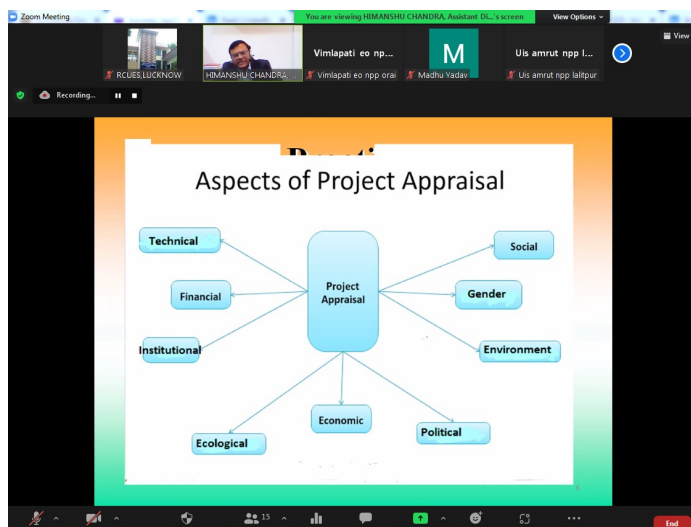 Zoom Meeting
You are viewing HIMANSHU CHANDRA, Assistant Di...'s screen
View Options
View
Vimlapati eo np...
M
Uis amrut npp l...
RCUES,LUCKNOW
HIMANSHU CHANDRA,
Vimlapati eo npp orai
Madhu Yadav
Uis amrut npp lalitpur
Recording...
Aspects of Project Appraisal
Technical
Social
Project
Appraisal
Financial
Gender
Institutional
Environment
Economic
Political
Ecological
15
End